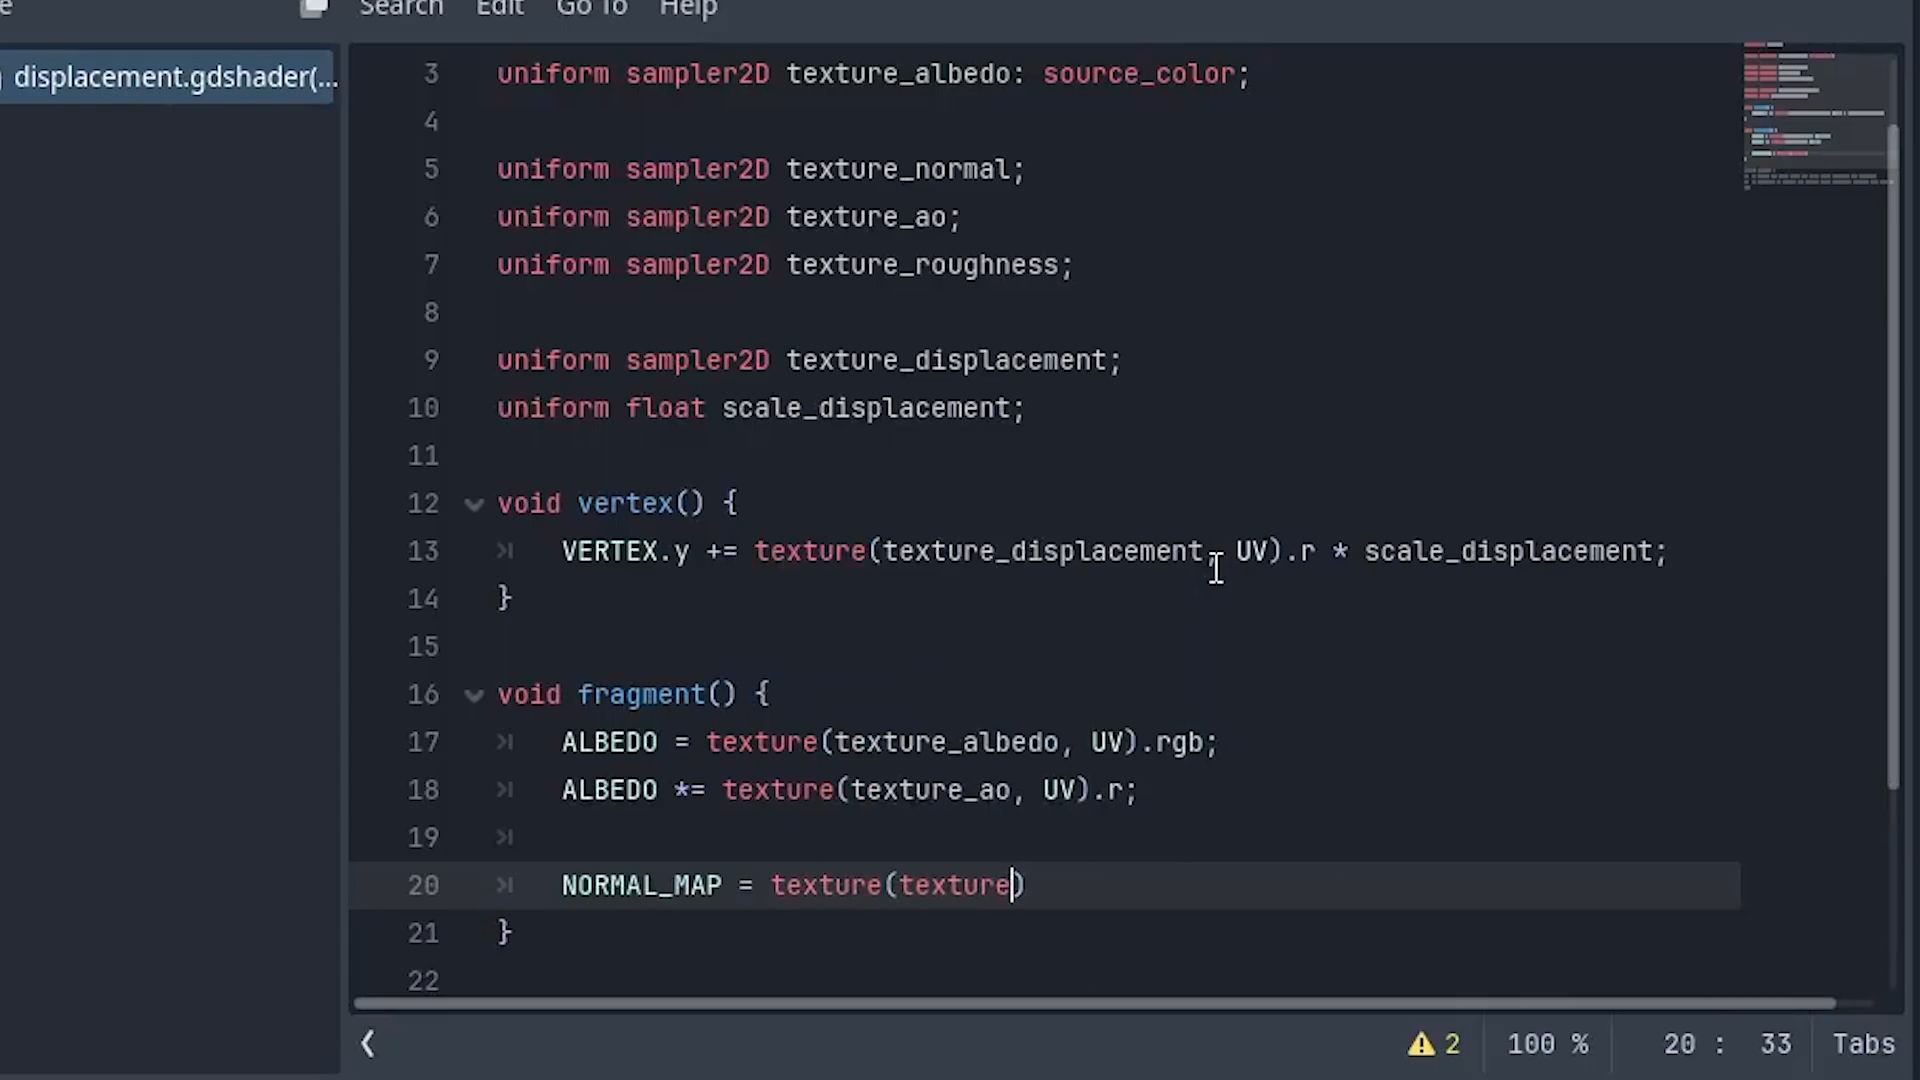 Search Edit Go To Help
displacement.gdshader(...
3 uniform sampler2D texture_albedo: source_color;
4
5 uniform sampler2D texture_normal;
6 uniform sampler2D texture_ao;
7 uniform sampler2D texture_roughness;
8
9 uniform sampler2D texture_displacement;
10 uniform float scale_displacement;
11
12 void vertex() {
13 VERTEX.y += texture(texture_displacement, UV).r * scale_displacement;
14 }
15
16 void fragment() {
17 ALBEDO = texture(texture_albedo, UV).rgb;
18 ALBEDO *= texture(texture_ao, UV).r;
19
20 NORMAL_MAP = texture(texture)
21 }
22
2 100 % 20 : 33 Tabs